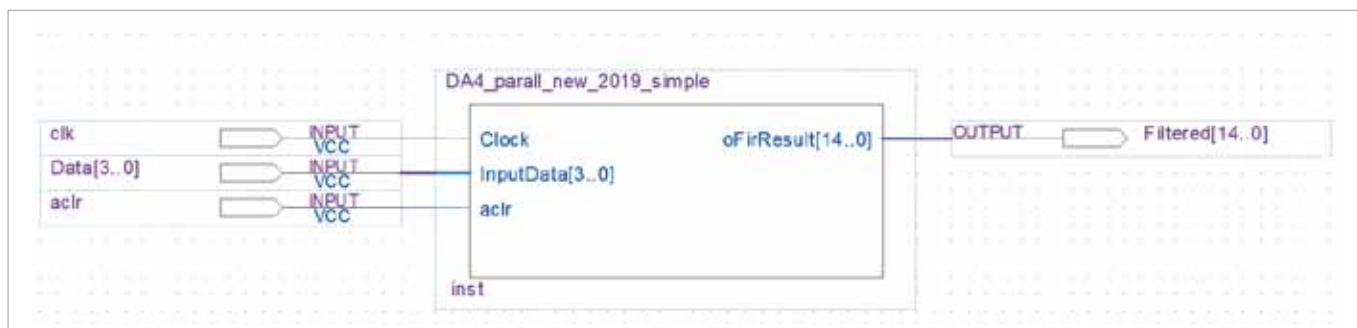 DA4_parall_new_2019_simple
clk INPUT VCC Clock oFirResult[14..0] OUTPUT Filtered[14..0]
Data[3..0] INPUT VCC InputData[3..0]
aclr INPUT VCC aclr
inst